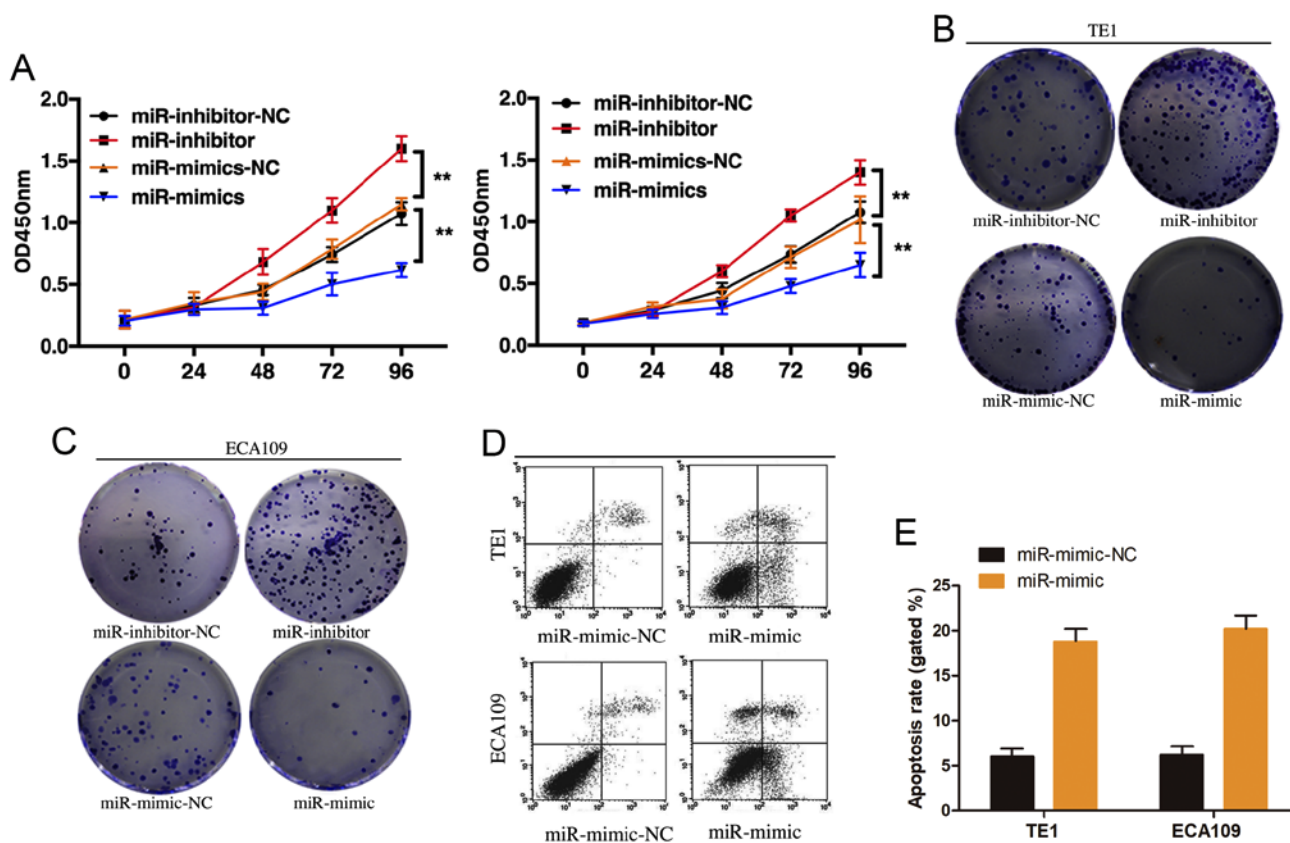 A
OD450nm
2.0
1.5
1.0
0.5
0.0
miR-inhibitor-NC
miR-inhibitor
miR-mimics-NC
miR-mimics
**
**
0 24 48 72 96
OD450nm
2.0
1.5
1.0
0.5
0.0
miR-inhibitor-NC
miR-inhibitor
miR-mimics-NC
miR-mimics
**
**
0 24 48 72 96
B
TE1
miR-inhibitor-NC miR-inhibitor
miR-mimic-NC miR-mimic
C
ECA109
miR-inhibitor-NC miR-inhibitor
miR-mimic-NC miR-mimic
D
TE1
miR-mimic-NC miR-mimic
ECA109
miR-mimic-NC miR-mimic
E
miR-mimic-NC
miR-mimic
Apoptosis rate (gated %)
25
20
15
10
5
0
TE1 ECA109